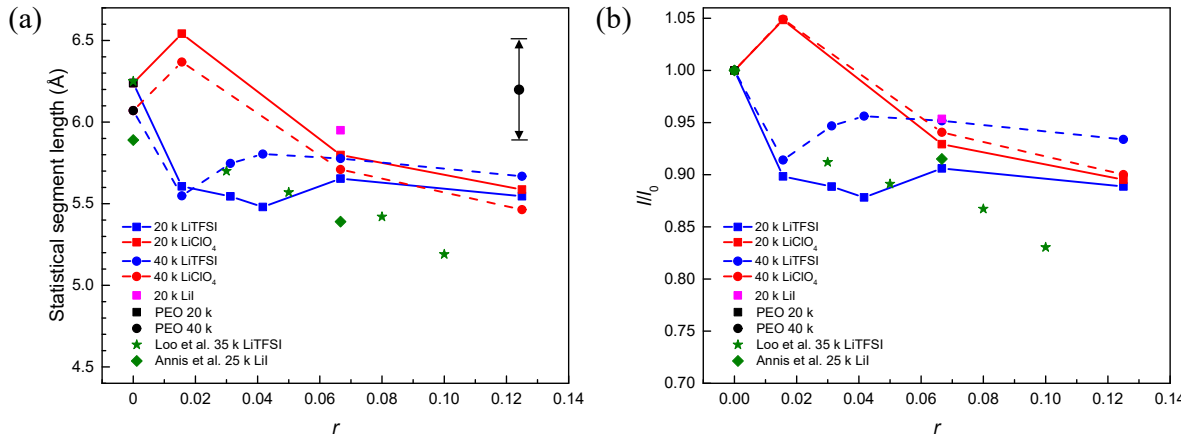 (a)
Statistical segment length (Å)
6.5
6.0
5.5
5.0
4.5
20 k LiTFSI
20 k LiClO₄
40 k LiTFSI
40 k LiClO₄
20 k LiI
PEO 20 k
PEO 40 k
Loo et al. 35 k LiTFSI
Annis et al. 25 k LiI
0 0.02 0.04 0.06 0.08 0.10 0.12 0.14
r
(b)
I/I₀
1.05
1.00
0.95
0.90
0.85
0.80
0.75
0.70
20 k LiTFSI
20 k LiClO₄
40 k LiTFSI
40 k LiClO₄
20 k LiI
PEO 20 k
PEO 40 k
Loo et al. 35 k LiTFSI
Annis et al. 25 k LiI
0.00 0.02 0.04 0.06 0.08 0.10 0.12 0.14
r